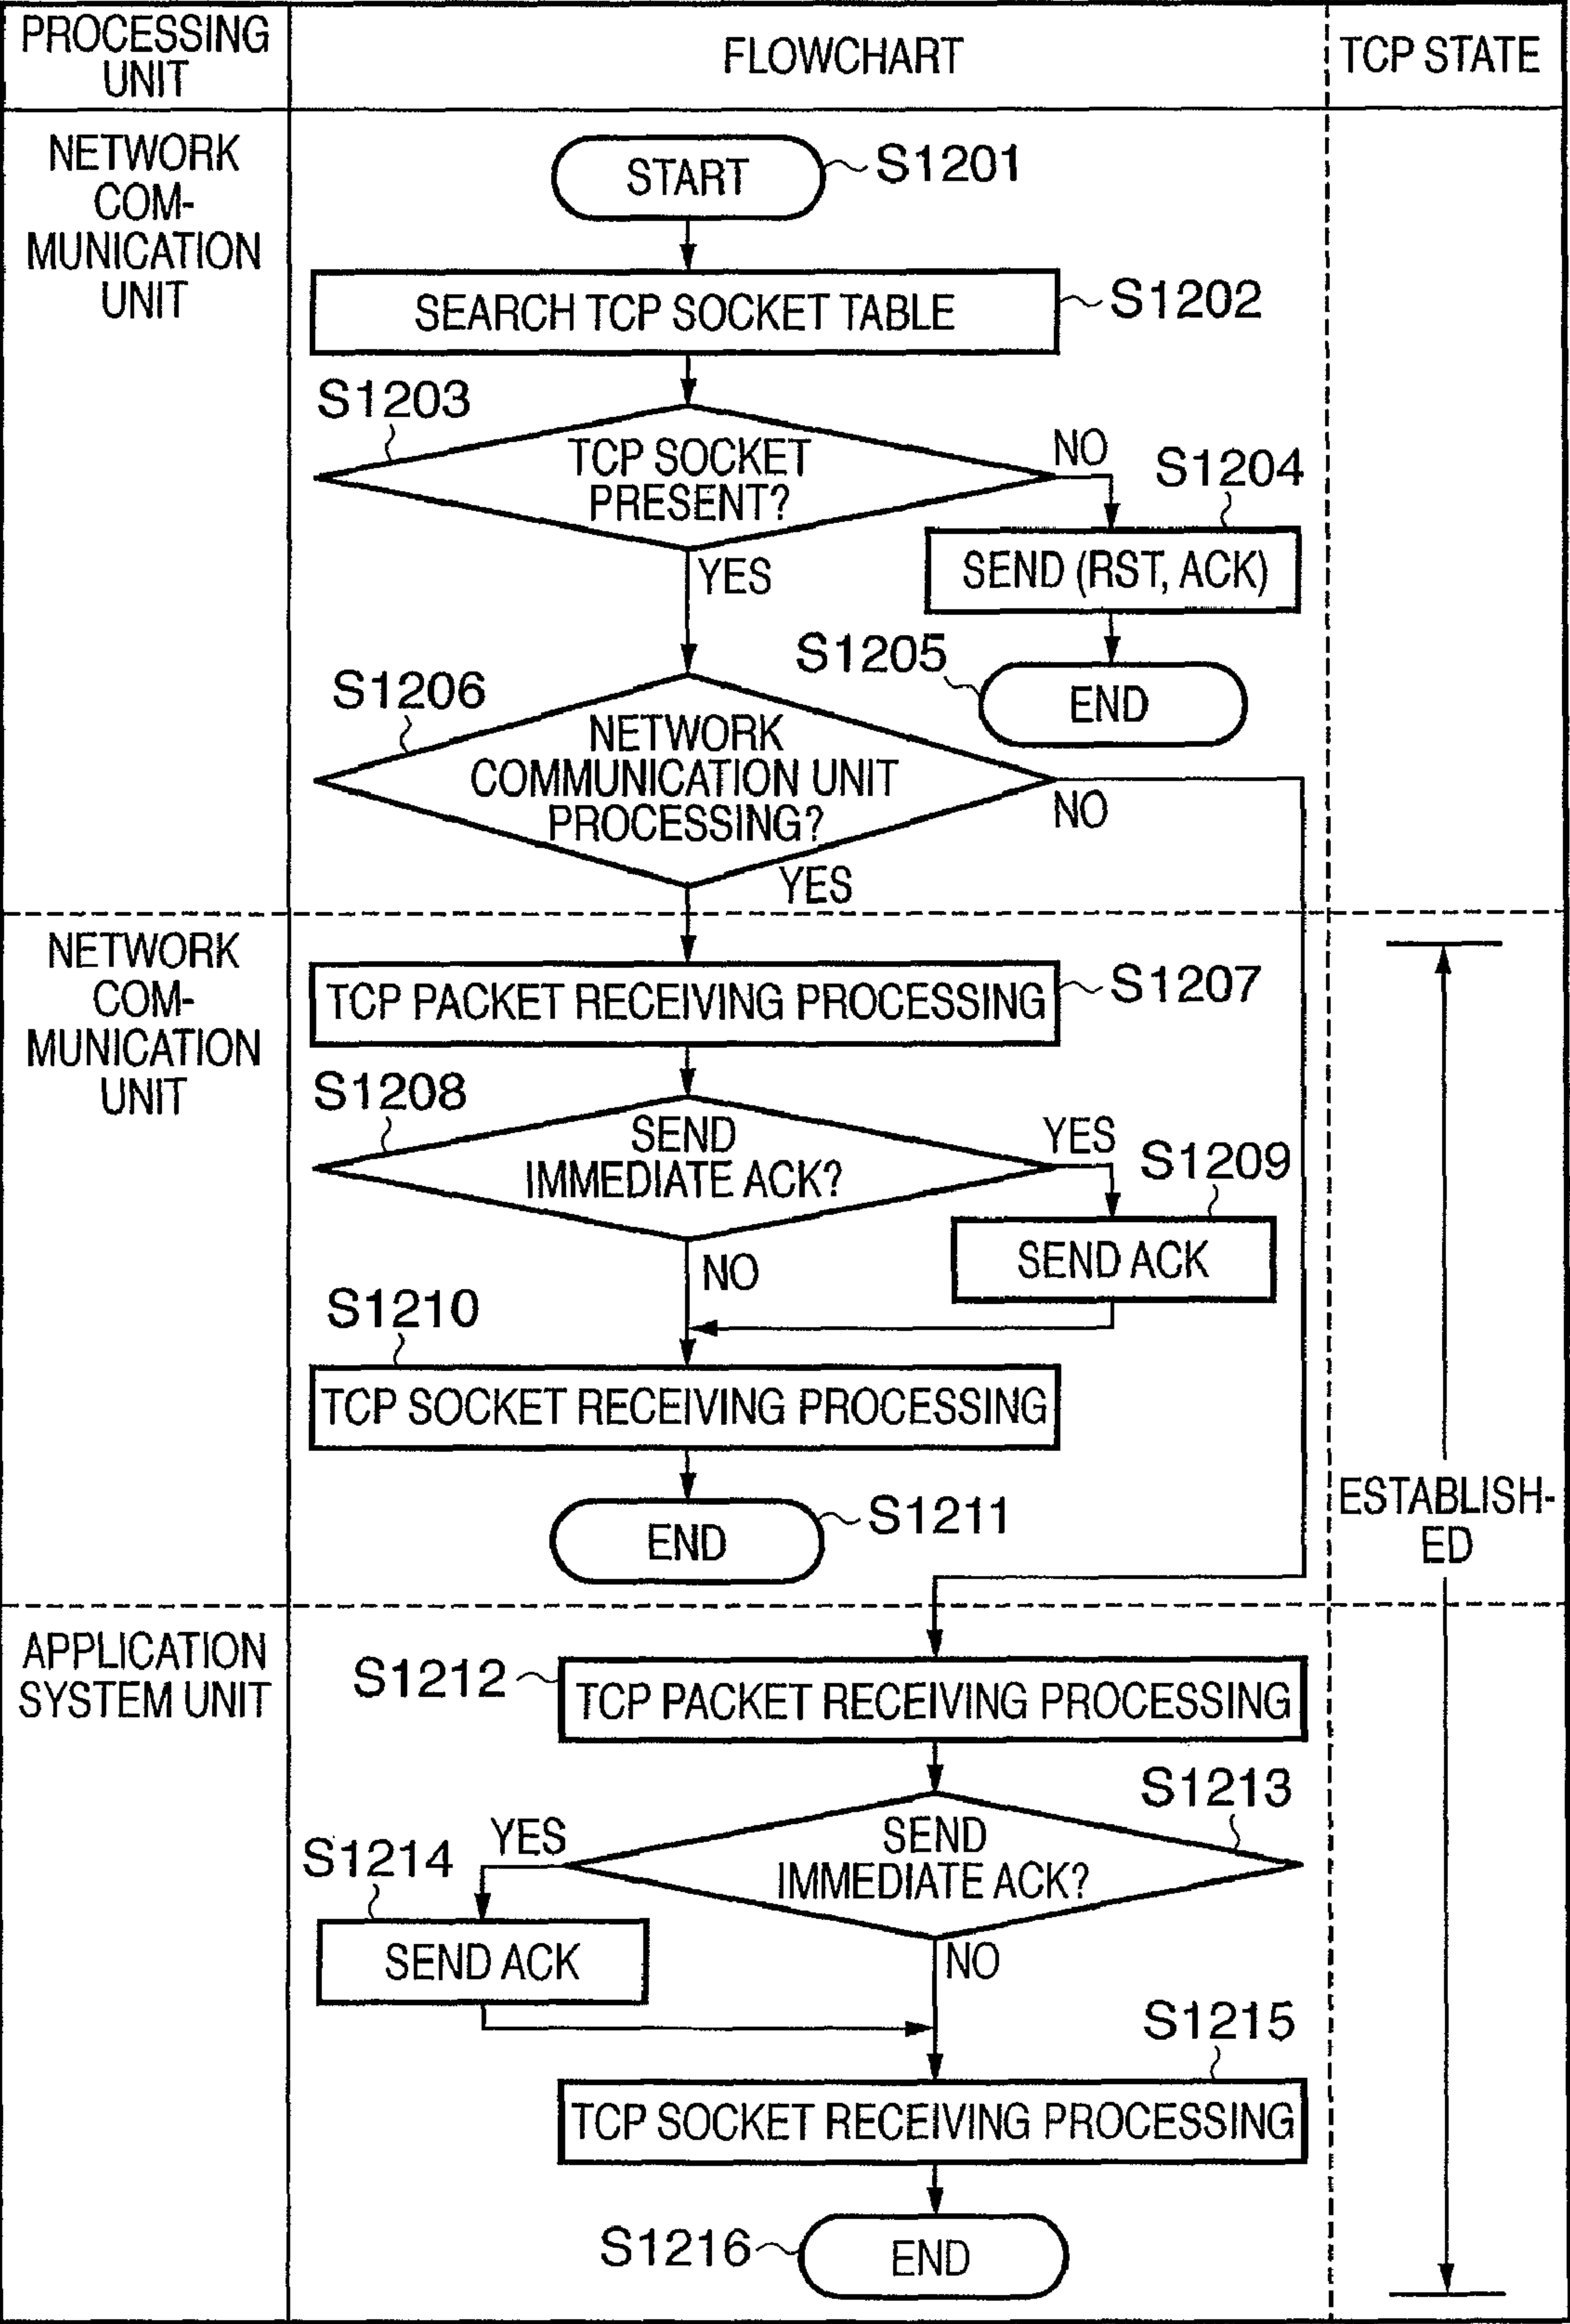 PROCESSING
UNIT
FLOWCHART
TCP STATE
NETWORK
COM-
MUNICATION
UNIT
START
S1201
SEARCH TCP SOCKET TABLE
S1202
S1203
TCP SOCKET
PRESENT?
NO
S1204
YES
SEND (RST, ACK)
S1205
END
S1206
NETWORK
COMMUNICATION UNIT
PROCESSING?
NO
YES
NETWORK
COM-
MUNICATION
UNIT
TCP PACKET RECEIVING PROCESSING
S1207
S1208
SEND
IMMEDIATE ACK?
YES
S1209
SEND ACK
NO
S1210
TCP SOCKET RECEIVING PROCESSING
END
S1211
ESTABLISH-
ED
APPLICATION
SYSTEM UNIT
S1212
TCP PACKET RECEIVING PROCESSING
S1213
SEND
IMMEDIATE ACK?
YES
S1214
SEND ACK
NO
S1215
TCP SOCKET RECEIVING PROCESSING
S1216
END